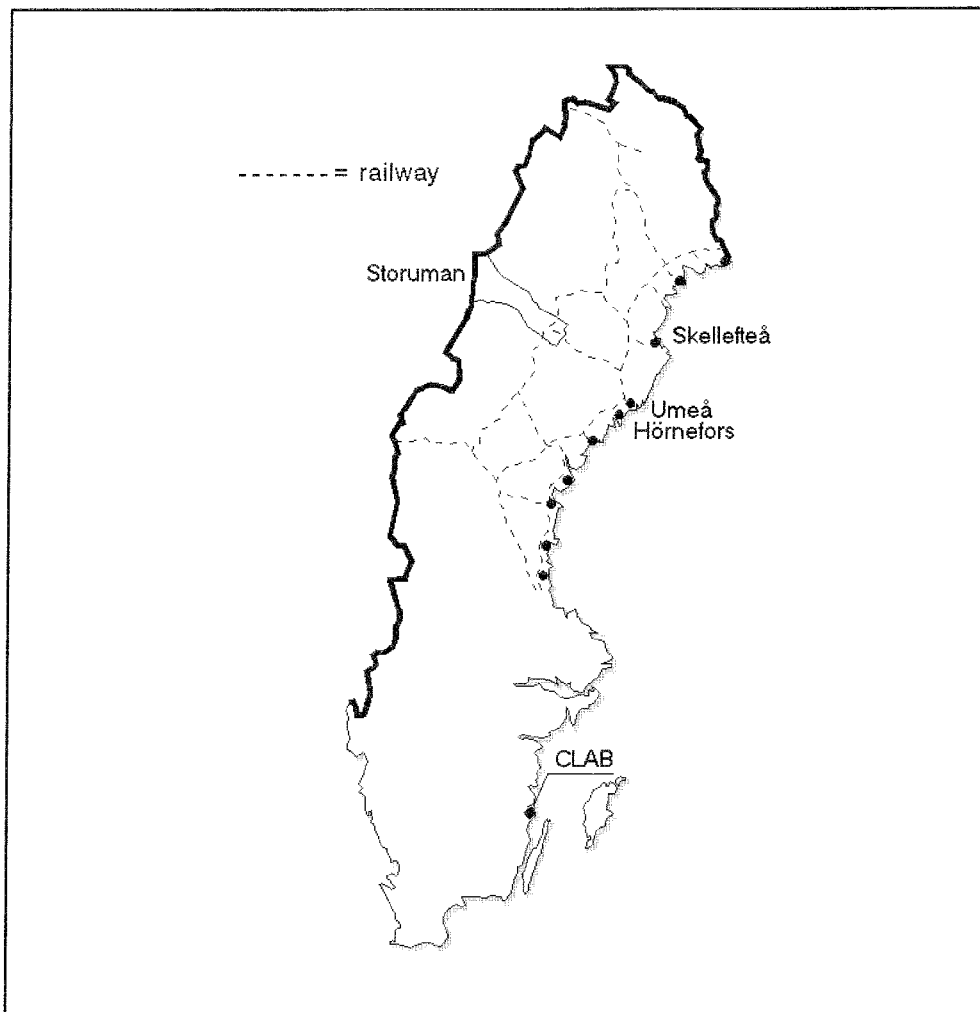 ------- = railway
Storuman
Skellefteå
Umeå
Hörnefors
CLAB